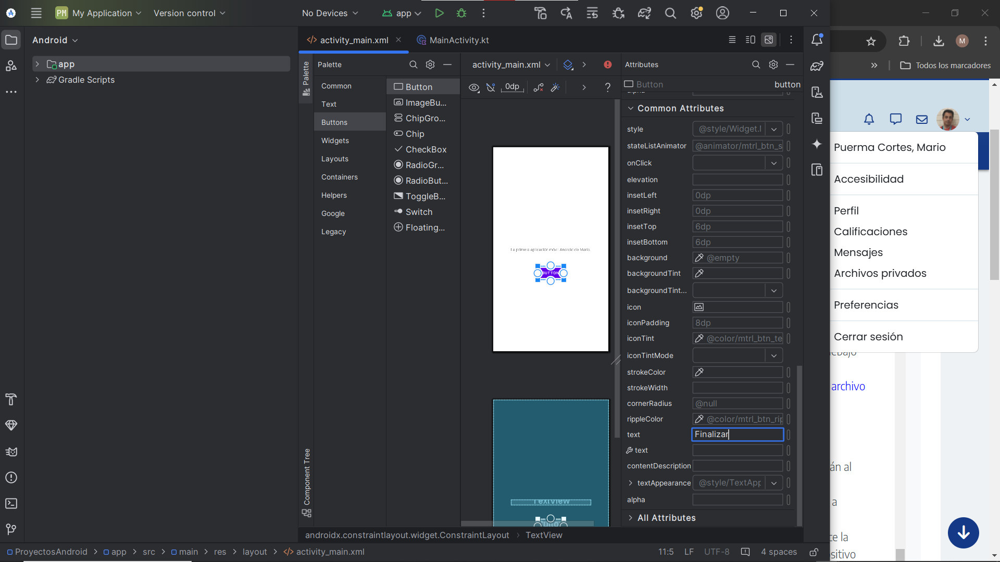 PM My Application
Version control
No Devices
app
Android
app
Gradle Scripts
activity_main.xml
MainActivity.kt
Palette
Component Tree
Palette
Common
Text
Buttons
Widgets
Layouts
Containers
Helpers
Google
Legacy
Button
ImageBu...
ChipGro...
Chip
CheckBox
RadioGr...
RadioBut...
ToggleB...
Switch
Floating...
activity_main.xml
0dp
?
La primera aplicación móvil Android de Mario
BUTTON
TextView
Attributes
Button
button
Common Attributes
style @style/Widget.
stateListAnimator @animator/mtrl_btn_s
onClick
elevation
insetLeft 0dp
insetRight 0dp
insetTop 6dp
insetBottom 6dp
background @empty
backgroundTint
backgroundTint...
icon
iconPadding 8dp
iconTint @color/mtrl_btn_te
iconTintMode
strokeColor
strokeWidth
cornerRadius @null
rippleColor @color/mtrl_btn_rip
text Finalizar
text
contentDescription
textAppearance @style/TextApp
alpha
All Attributes
androidx.constraintlayout.widget.ConstraintLayout > TextView
ProyectosAndroid > app > src > main > res > layout > activity_main.xml
11:5 LF UTF-8 4 spaces
M
Todos los marcadores
Puerma Cortes, Mario
Accesibilidad
Perfil
Calificaciones
Mensajes
Archivos privados
Preferencias
Cerrar sesión
archivo
án al
a
ce la
sitivo